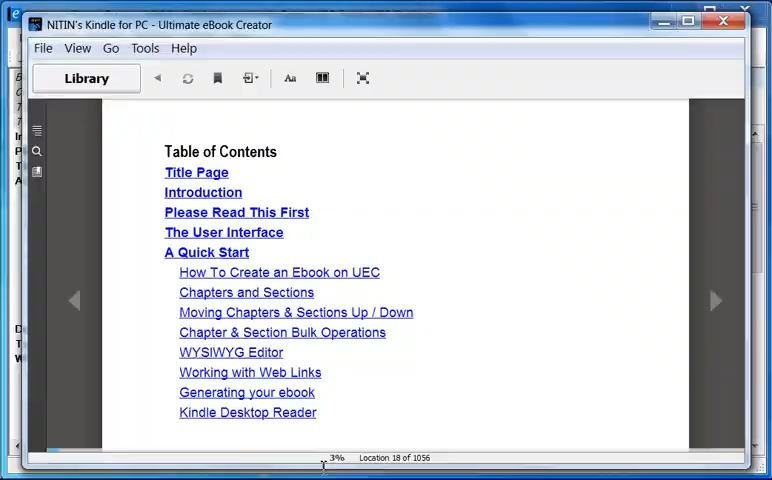 NITIN's Kindle for PC - Ultimate eBook Creator
File View Go Tools Help
Library
Aa
Table of Contents
Title Page
Introduction
Please Read This First
The User Interface
A Quick Start
How To Create an Ebook on UEC
Chapters and Sections
Moving Chapters & Sections Up / Down
Chapter & Section Bulk Operations
WYSIWYG Editor
Working with Web Links
Generating your ebook
Kindle Desktop Reader
3% Location 18 of 1056